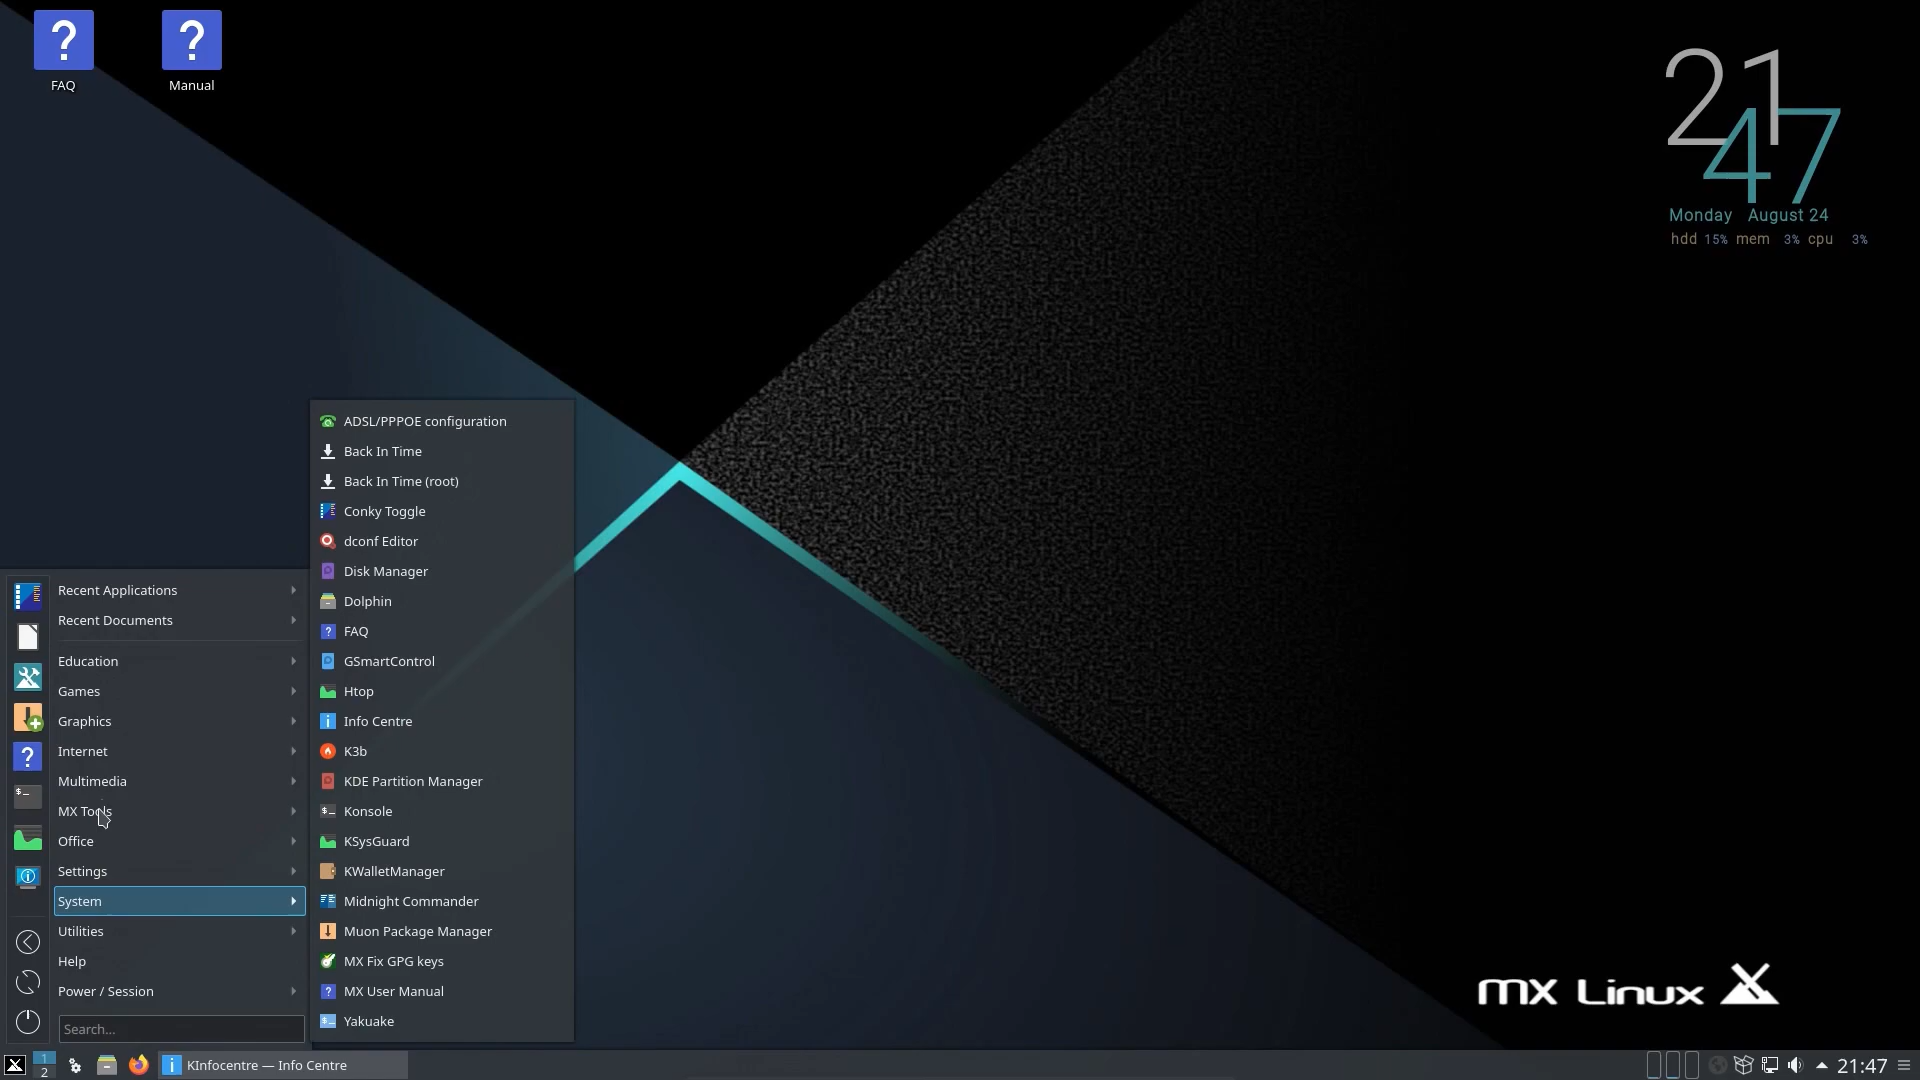 FAQ
Manual
21
47
Monday August 24
hdd 15% mem 3% cpu 3%
ADSL/PPPOE configuration
Back In Time
Back In Time (root)
Conky Toggle
dconf Editor
Disk Manager
Dolphin
FAQ
GSmartControl
Htop
Info Centre
K3b
KDE Partition Manager
Konsole
KSysGuard
KWalletManager
Midnight Commander
Muon Package Manager
MX Fix GPG keys
MX User Manual
Yakuake
Recent Applications
Recent Documents
Education
Games
Graphics
Internet
Multimedia
MX Tools
Office
Settings
System
Utilities
Help
Power / Session
Search...
MX Linux
1
2
KInfocentre — Info Centre
21:47